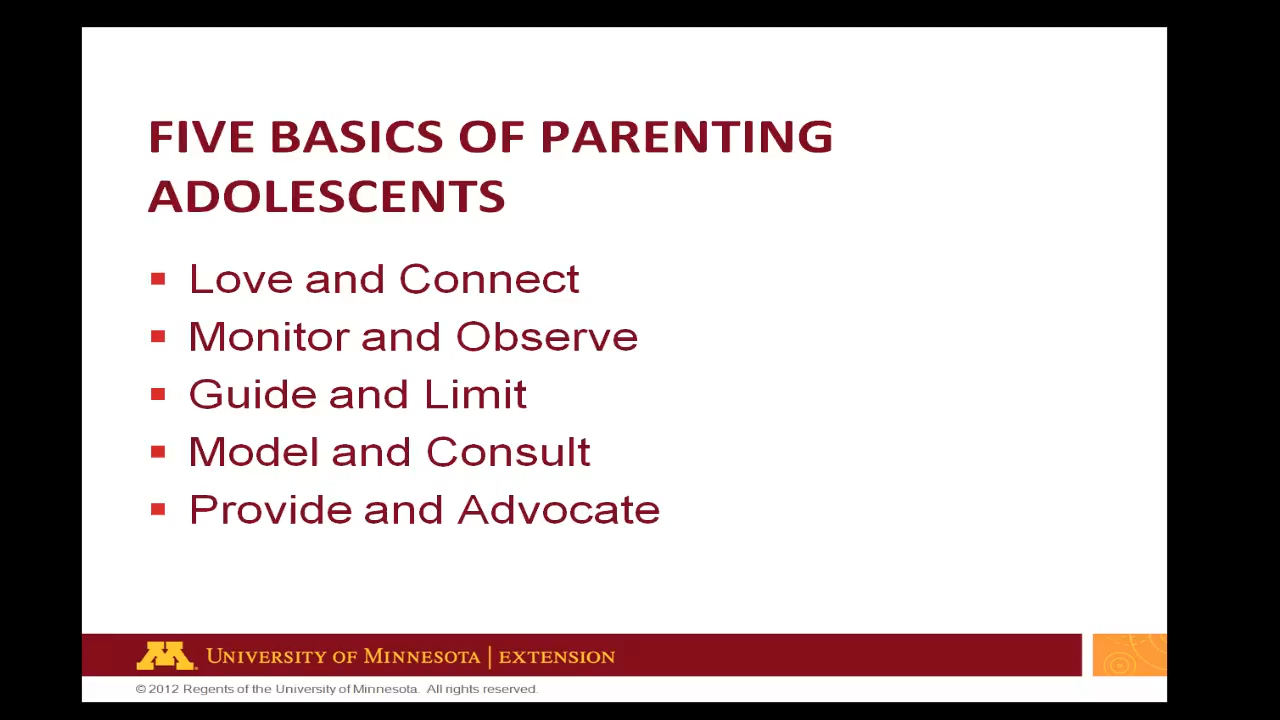 FIVE BASICS OF PARENTING
ADOLESCENTS
Love and Connect
Monitor and Observe
Guide and Limit
Model and Consult
Provide and Advocate
M UNIVERSITY OF MINNESOTA | EXTENSION
© 2012 Regents of the University of Minnesota. All rights reserved.